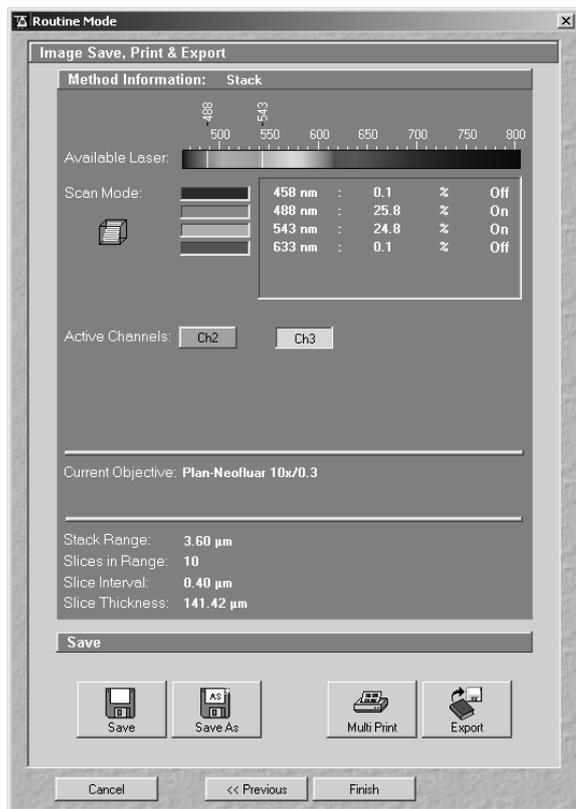 Routine Mode
Image Save, Print & Export
Method Information: Stack
-488 -543
500 550 600 650 700 750 800
Available Laser:
Scan Mode:
458 nm : 0.1 % Off
488 nm : 25.8 % On
543 nm : 24.8 % On
633 nm : 0.1 % Off
Active Channels: Ch2 Ch3
Current Objective: Plan-Neofluar 10x/0.3
Stack Range: 3.60 µm
Slices in Range: 10
Slice Interval: 0.40 µm
Slice Thickness: 141.42 µm
Save
AS
Save Save As Multi Print Export
Cancel << Previous Finish